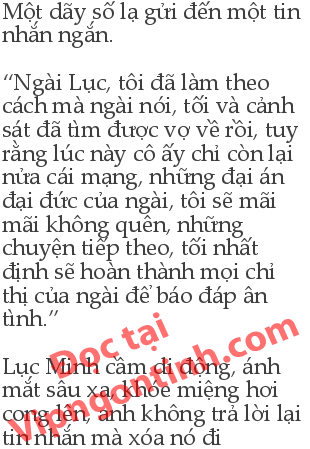 Một dãy số lạ gửi đến một tin
nhắn ngắn.
“Ngài Lục, tôi đã làm theo
cách mà ngài nói, tối và cảnh
sát đã tìm được vợ về rồi, tuy
rằng lúc này cô ấy chỉ còn lại
nửa cái mạng, những đại án
đại đức của ngài, tôi sẽ mãi
mãi không quên, những
chuyện tiếp theo, tối nhất
định sẽ hoàn thành mọi chỉ
thị của ngài để báo đáp ân
tình.”
Đọc tại
Vipngontinh.com
Lục Minh cầm di động, ánh
mắt sâu xa, khóe miệng hơi
cong lên, anh không trả lời lại
tin nhắn mà xóa nó đi